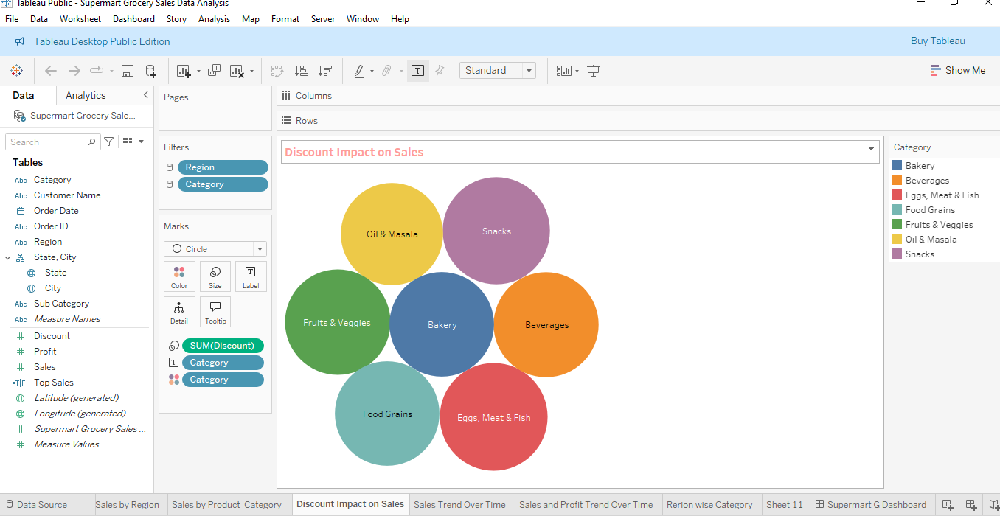 Tableau Public - Supermart Grocery Sales Data Analysis
File Data Worksheet Dashboard Story Analysis Map Format Server Window Help
Tableau Desktop Public Edition Buy Tableau
Standard Show Me
Data Analytics
Supermart Grocery Sale...
Search
Tables
Abc Category
Abc Customer Name
Order Date
Abc Order ID
Abc Region
State, City
State
City
Abc Sub Category
Abc Measure Names
Discount
Profit
Sales
=T|F Top Sales
Latitude (generated)
Longitude (generated)
Supermart Grocery Sales ...
Measure Values
Pages
Filters
Region
Category
Marks
Circle
Color Size Label
Detail Tooltip
SUM(Discount)
Category
Category
Columns
Rows
Discount Impact on Sales
Oil & Masala
Snacks
Fruits & Veggies
Bakery
Beverages
Food Grains
Eggs, Meat & Fish
Category
Bakery
Beverages
Eggs, Meat & Fish
Food Grains
Fruits & Veggies
Oil & Masala
Snacks
Data Source Sales by Region Sales by Product Category Discount Impact on Sales Sales Trend Over Time Sales and Profit Trend Over Time Rerion wise Category Sheet 11 Supermart G Dashboard